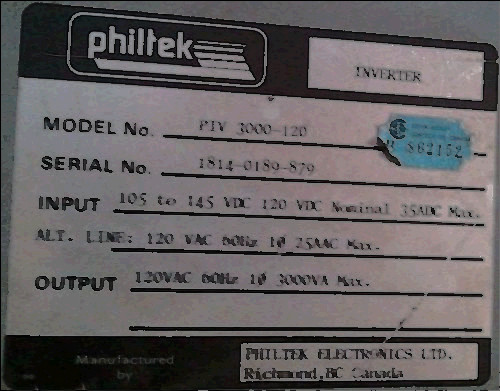 philtek
INVERTER
MODEL No. PIV 3000-120
862152
SERIAL No. 1814-0189-879
INPUT 105 to 145 VDC 120 VDC Nominal 35ADC Max.
ALT. LINE: 120 VAC 60Hz 1Ø 25AAC Max.
OUTPUT 120VAC 60Hz 1Ø 3000VA Max.
Manufactured
by
PHILTEK ELECTRONICS LTD.
Richmond,BC Canada